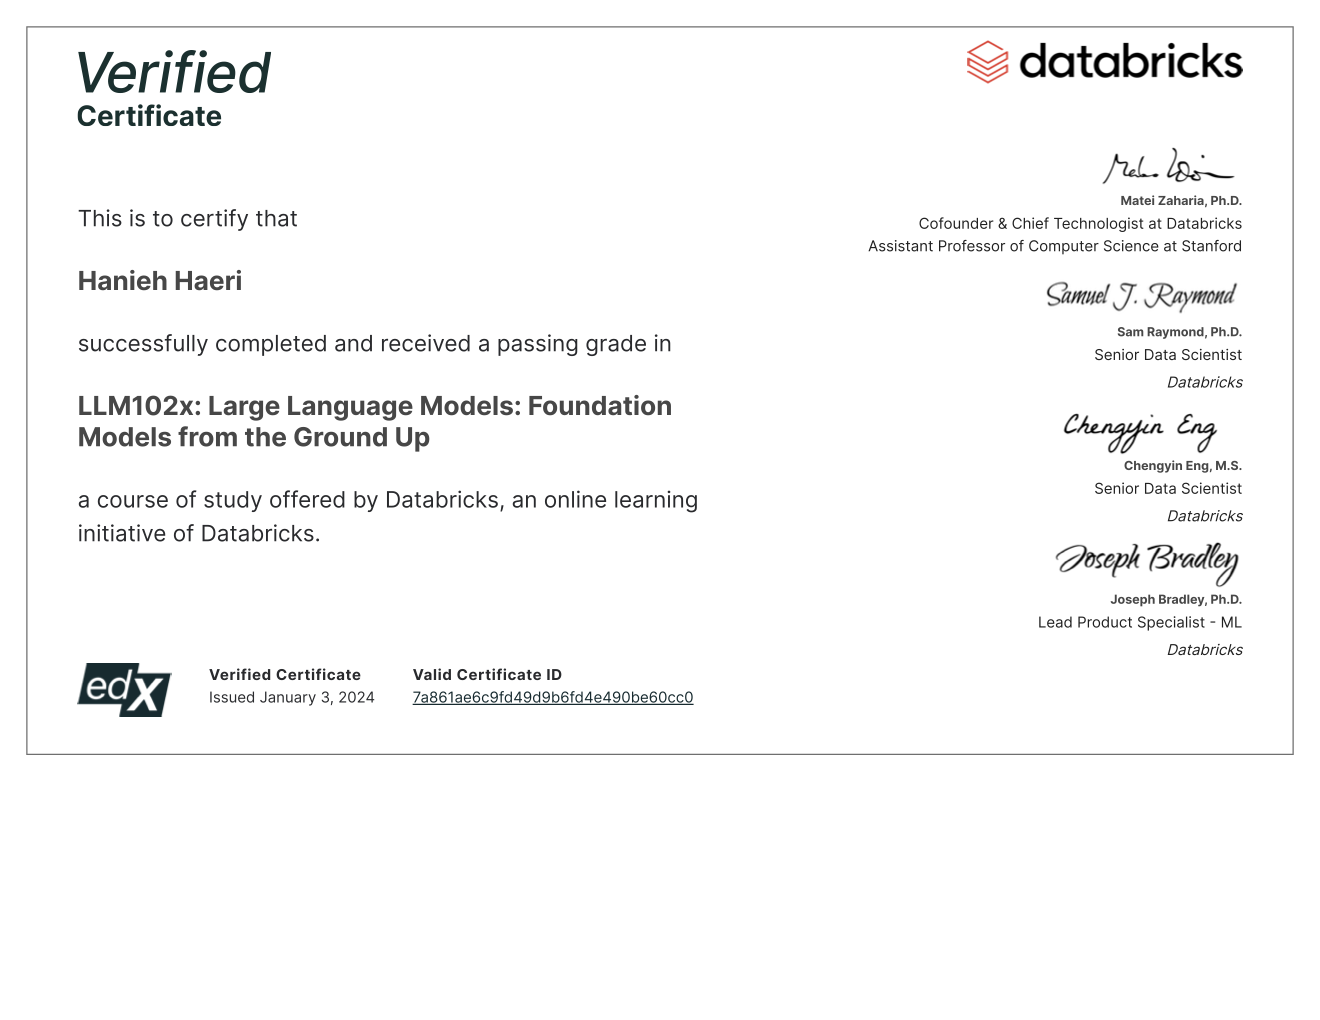 Verified
Certificate
databricks
This is to certify that
Hanieh Haeri
successfully completed and received a passing grade in
LLM102x: Large Language Models: Foundation
Models from the Ground Up
a course of study offered by Databricks, an online learning
initiative of Databricks.
Matei Zaharia, Ph.D.
Cofounder & Chief Technologist at Databricks
Assistant Professor of Computer Science at Stanford
Samuel J. Raymond
Sam Raymond, Ph.D.
Senior Data Scientist
Databricks
Chengyin Eng
Chengyin Eng, M.S.
Senior Data Scientist
Databricks
Joseph Bradley
Joseph Bradley, Ph.D.
Lead Product Specialist - ML
Databricks
edX
Verified Certificate
Issued January 3, 2024
Valid Certificate ID
7a861ae6c9fd49d9b6fd4e490be60cc0